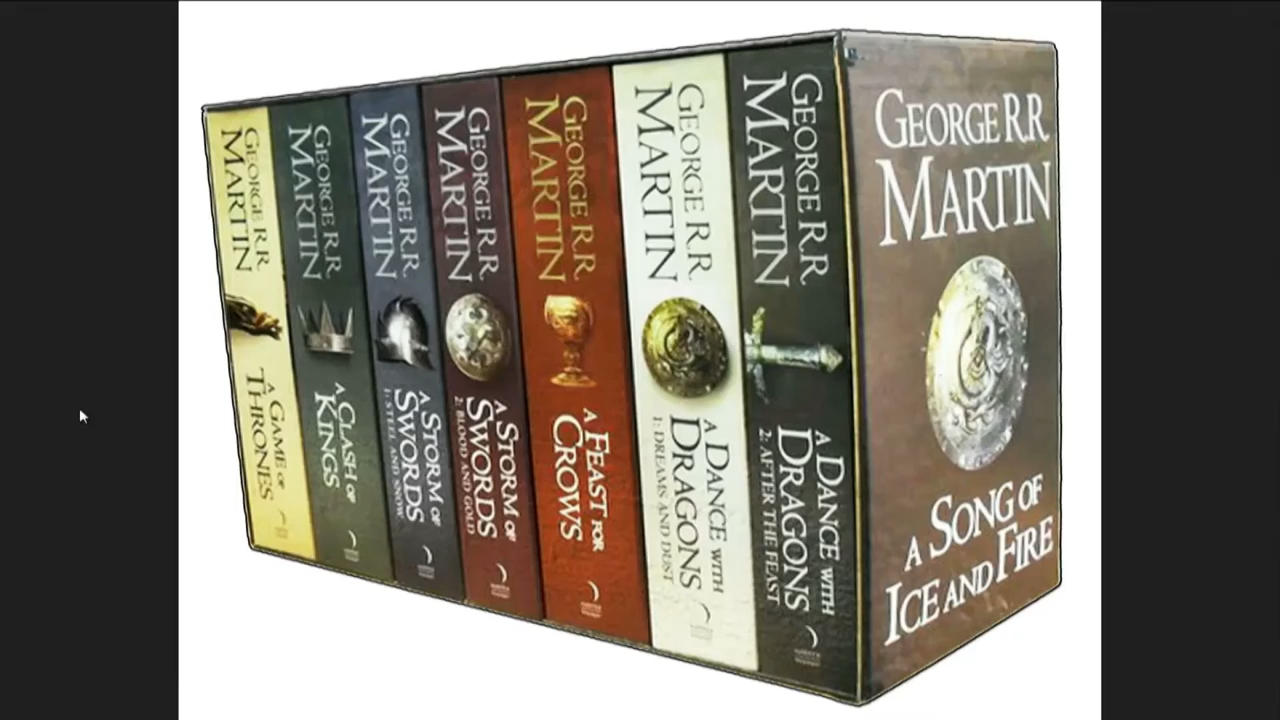 GEORGE R.R.
MARTIN
A GAME OF
THRONES
GEORGE R.R.
MARTIN
A CLASH OF
KINGS
GEORGE R.R.
MARTIN
A STORM OF
SWORDS
1: STEEL AND SNOW
GEORGE R.R.
MARTIN
A STORM OF
SWORDS
2: BLOOD AND GOLD
GEORGE R.R.
MARTIN
A FEAST FOR
CROWS
GEORGE R.R.
MARTIN
A DANCE WITH
DRAGONS
1: DREAMS AND DUST
GEORGE R.R.
MARTIN
A DANCE WITH
DRAGONS
2: AFTER THE FEAST
GEORGE R.R.
MARTIN
A SONG OF
ICE AND FIRE